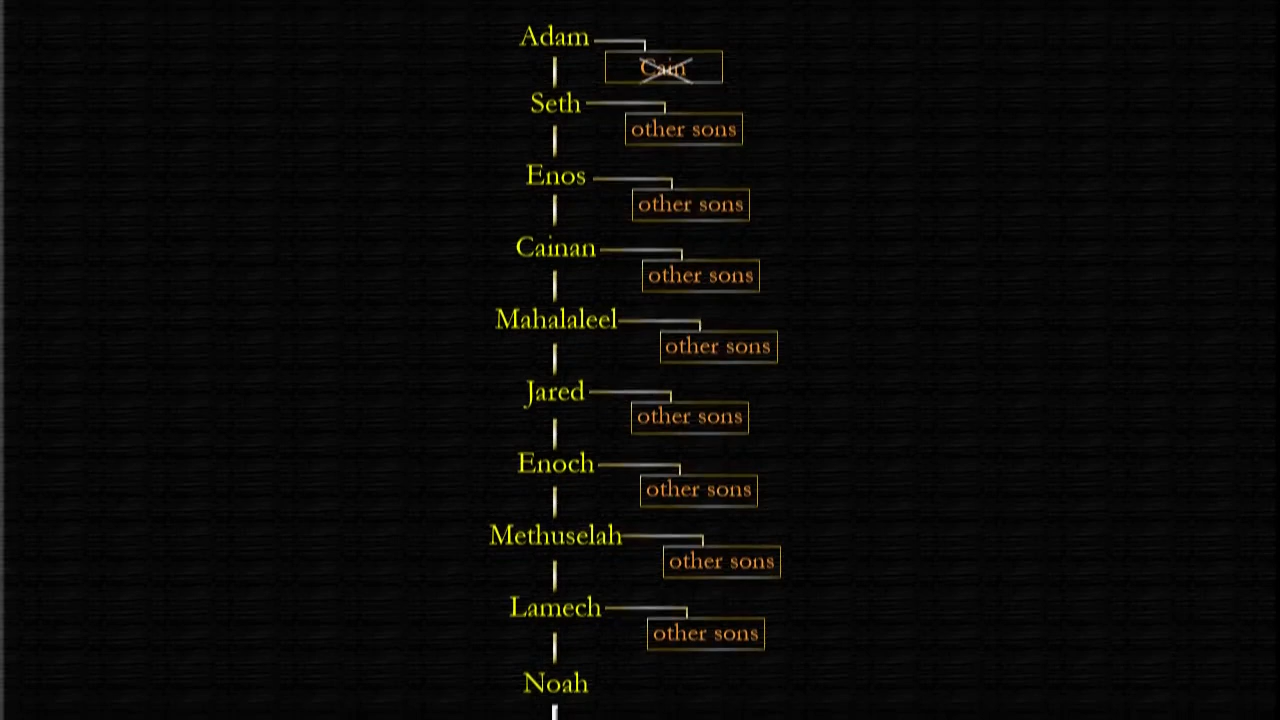 Adam
Cain
Seth
other sons
Enos
other sons
Cainan
other sons
Mahalaleel
other sons
Jared
other sons
Enoch
other sons
Methuselah
other sons
Lamech
other sons
Noah